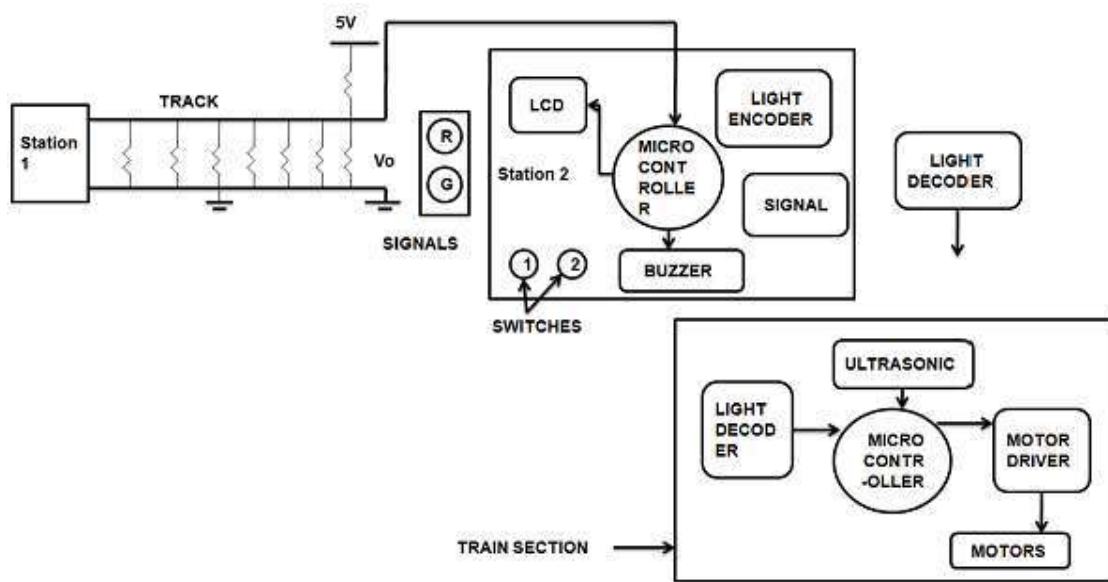 5V
TRACK
Station
1
Vo
R
G
SIGNALS
LCD
LIGHT
ENCODER
MICRO
CONT
ROLLE
R
Station 2
SIGNAL
BUZZER
1
2
SWITCHES
LIGHT
DECODER
ULTRASONIC
LIGHT
DECOD
ER
MICRO
CONTR
-OLLER
MOTOR
DRIVER
MOTORS
TRAIN SECTION